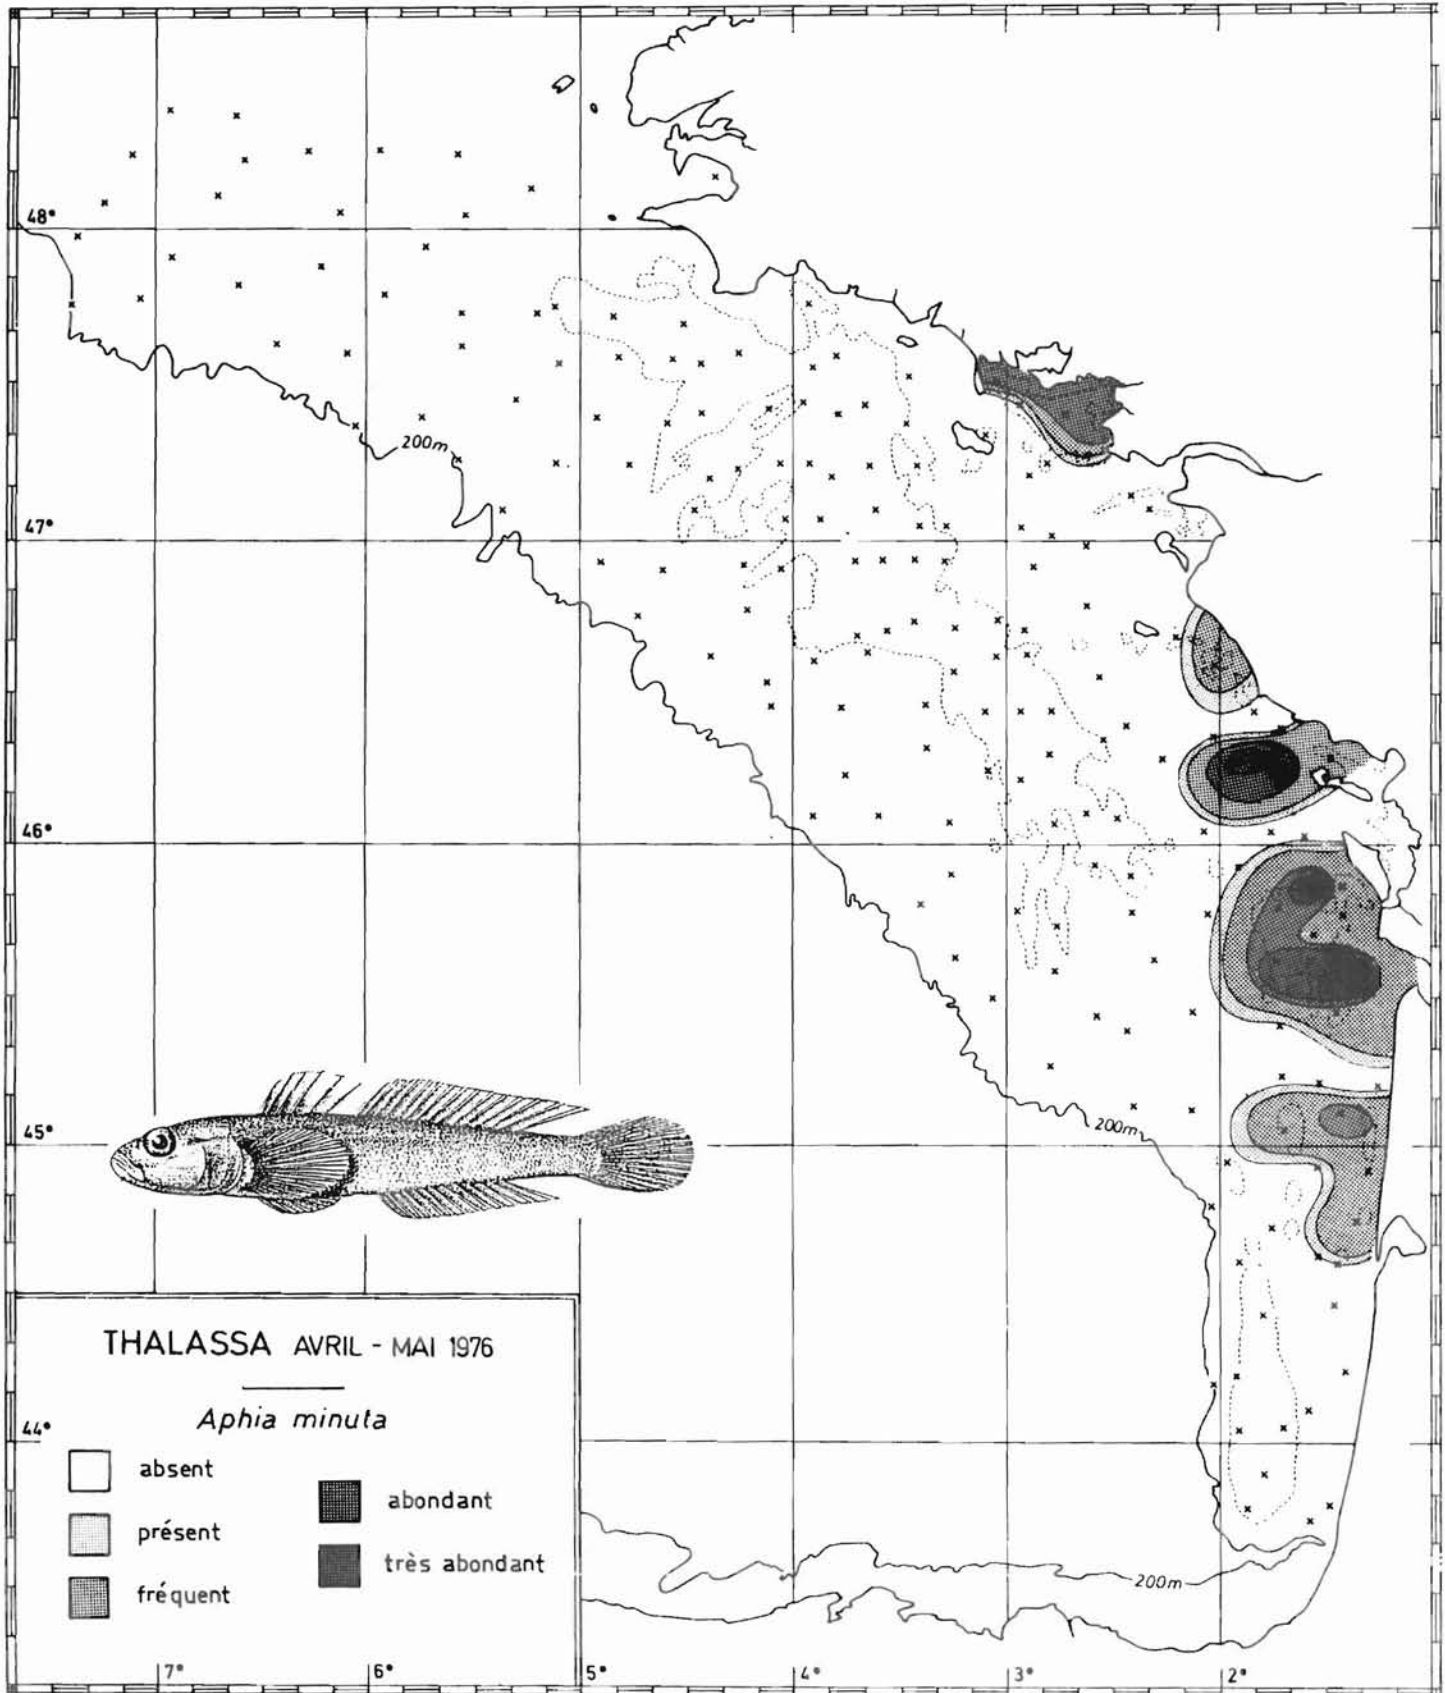 48°
200m
47°
46°
45°
200m
THALASSA AVRIL - MAI 1976
Aphia minuta
absent
présent
fréquent
abondant
très abondant
44°
200m
7°
6°
5°
4°
3°
2°